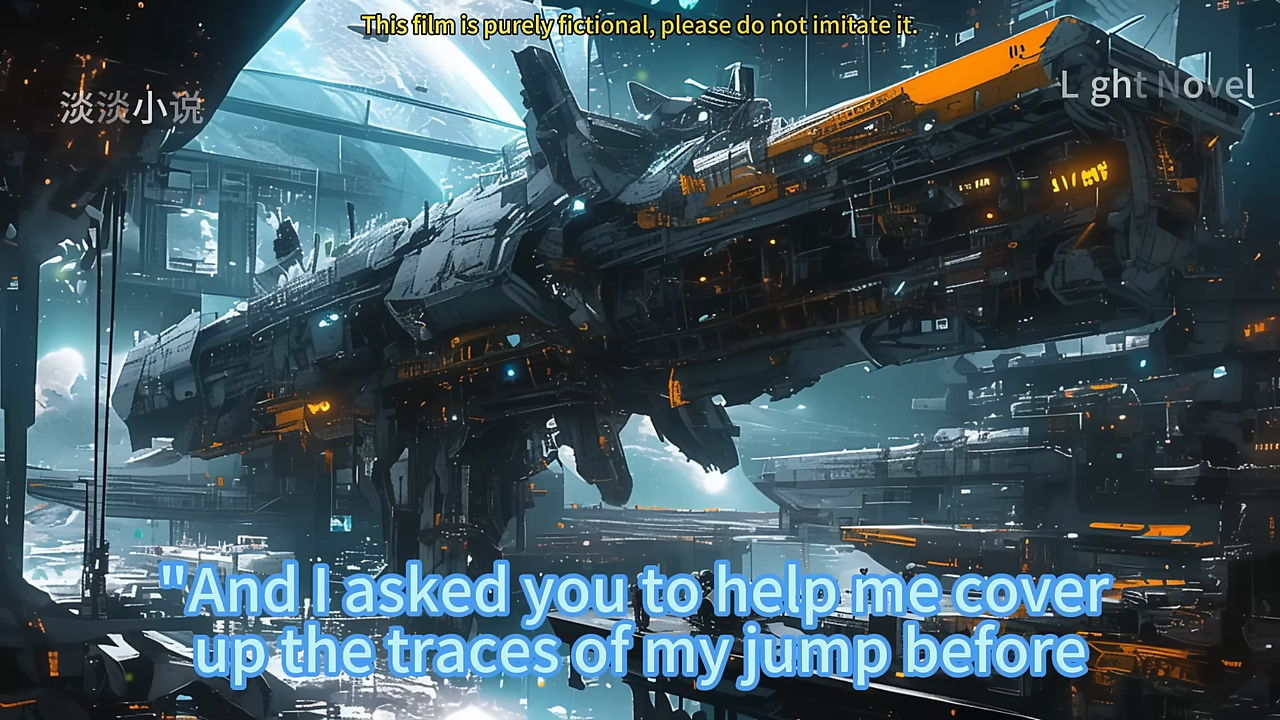 This film is purely fictional, please do not imitate it.
淡淡小说
L ght Novel
"And I asked you to help me cover
up the traces of my jump before